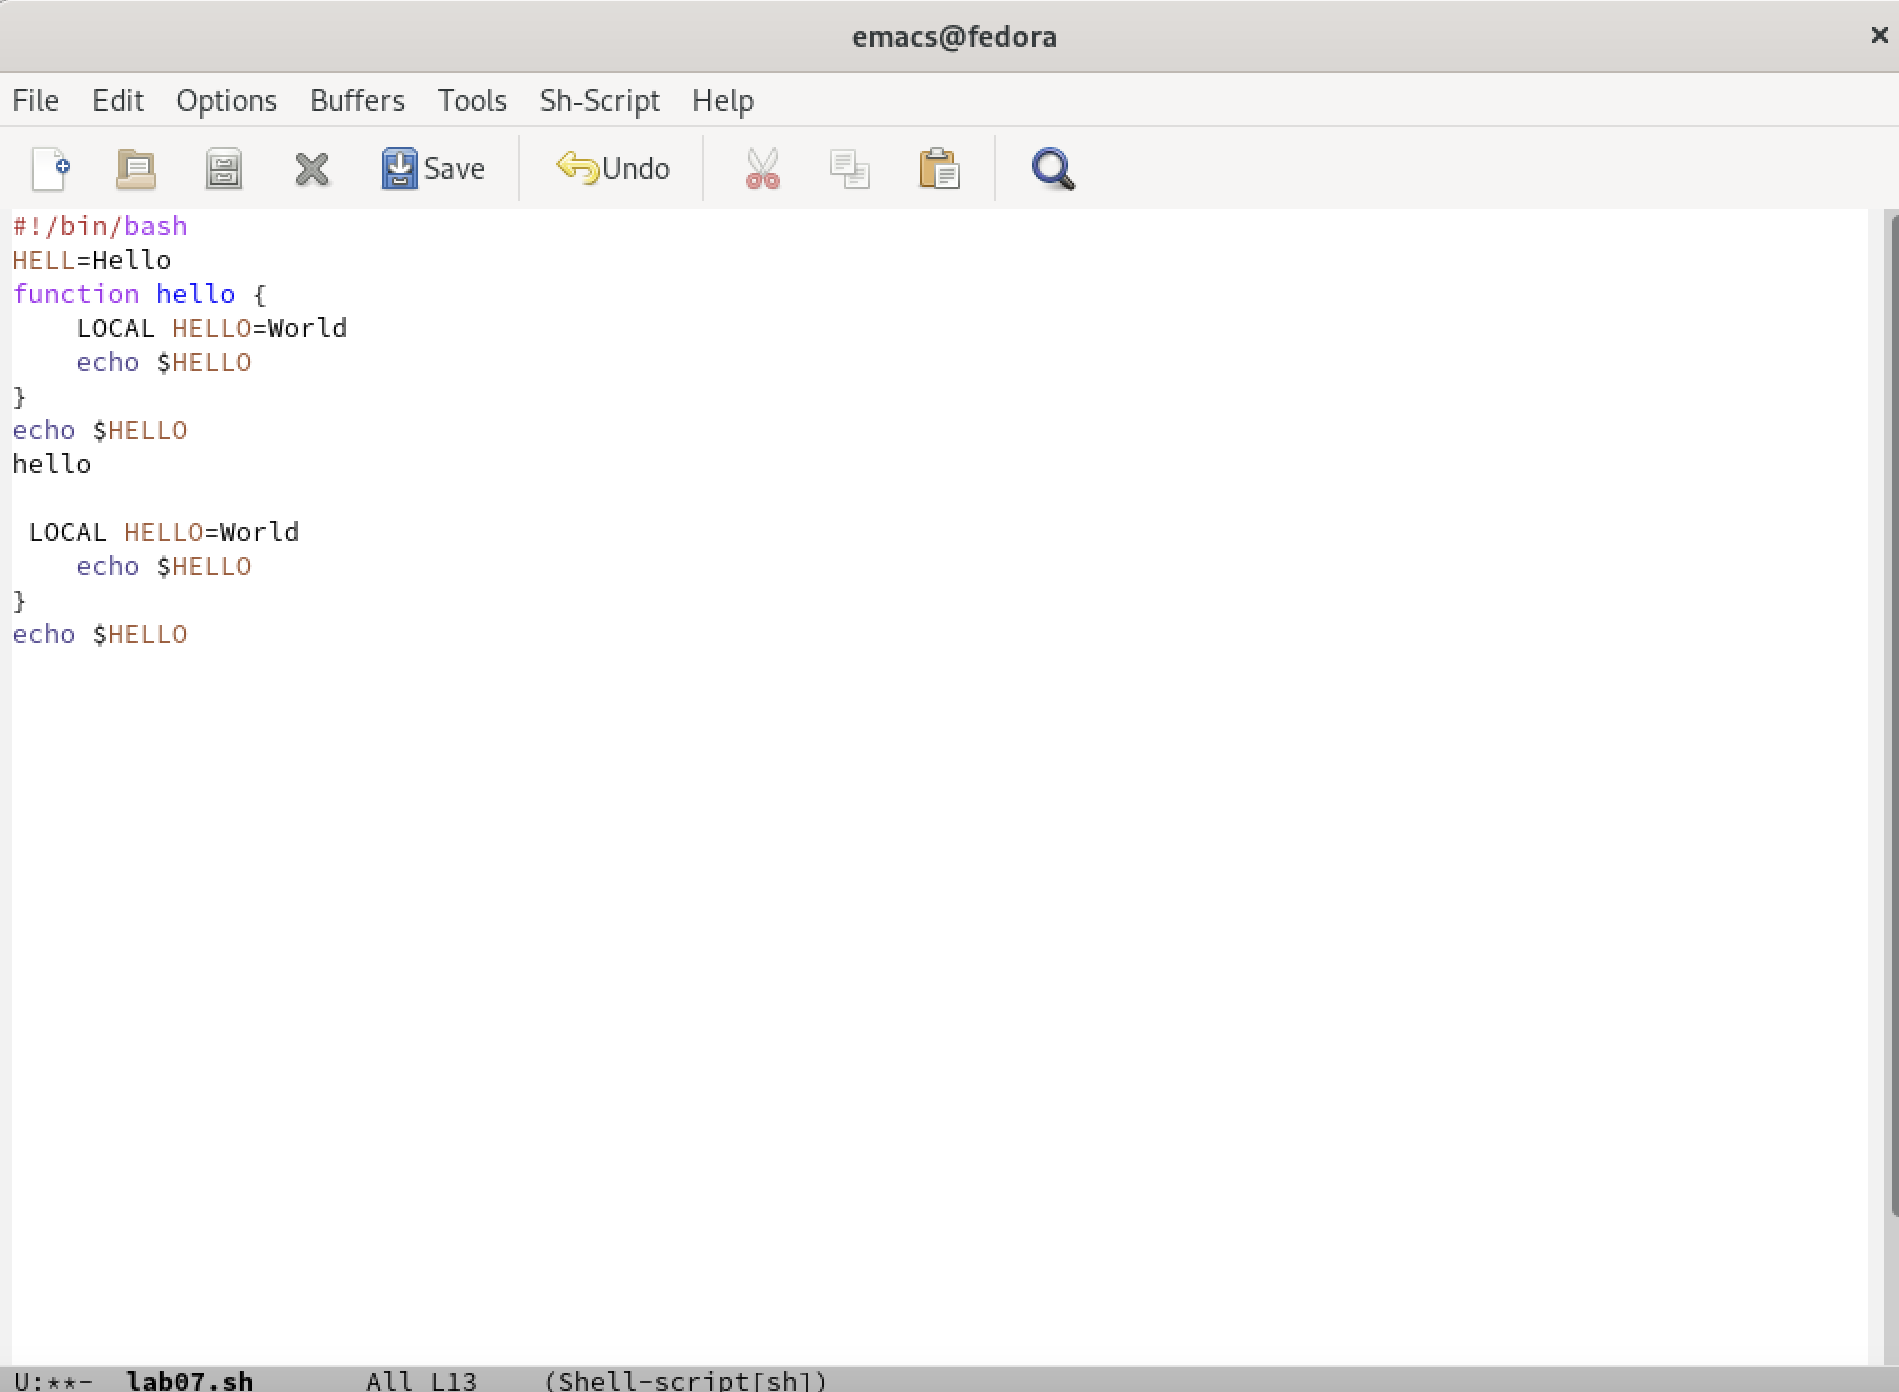 emacs@fedora
File Edit Options Buffers Tools Sh-Script Help
Save Undo
#!/bin/bash
HELL=Hello
function hello {
    LOCAL HELLO=World
    echo $HELLO
}
echo $HELLO
hello

 LOCAL HELLO=World
    echo $HELLO
}
echo $HELLO
U:**-  lab07.sh       All L13    (Shell-script[sh])